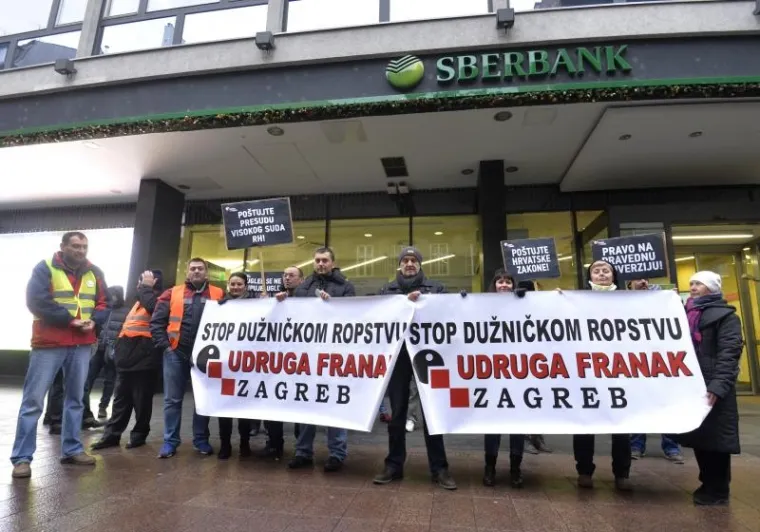 SBERBANK
POŠTUJTE
PRESUDU
VISOKOG SUDA
RH!
POŠTUJTE
HRVATSKE
ZAKONE!
PRAVO NA
PRAVEDNU
STOP DUŽNIČKOM ROPSTVU
UDRUGA FRANAK
ZAGREB
STOP DUŽNIČKOM ROPSTVU
e UDRUGA FRANAK
ZAGREB